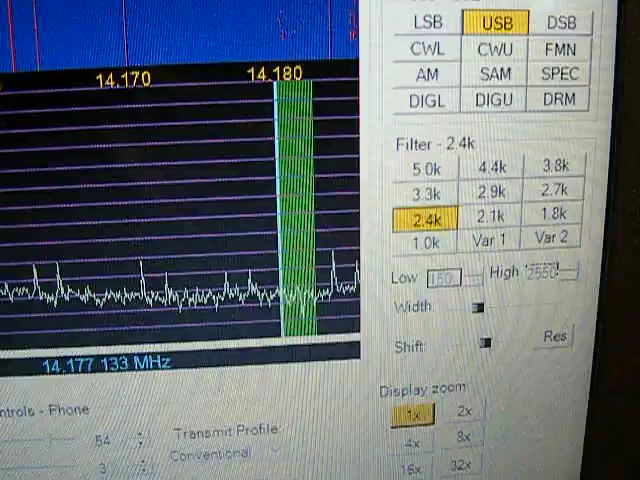 LSB USB DSB
CWL CWU FMN
AM SAM SPEC
DIGL DIGU DRM
14.170 14.180
Filter - 2.4k
5.0k 4.4k 3.8k
3.3k 2.9k 2.7k
2.4k 2.1k 1.8k
1.0k Var 1 Var 2
Low 150 High 2550
Width
Shift Res
14.177 133 MHz
Display zoom
1x 2x
4x 8x
16x 32x
ntrols - Phone
54 Transmit Profile
3 Conventional